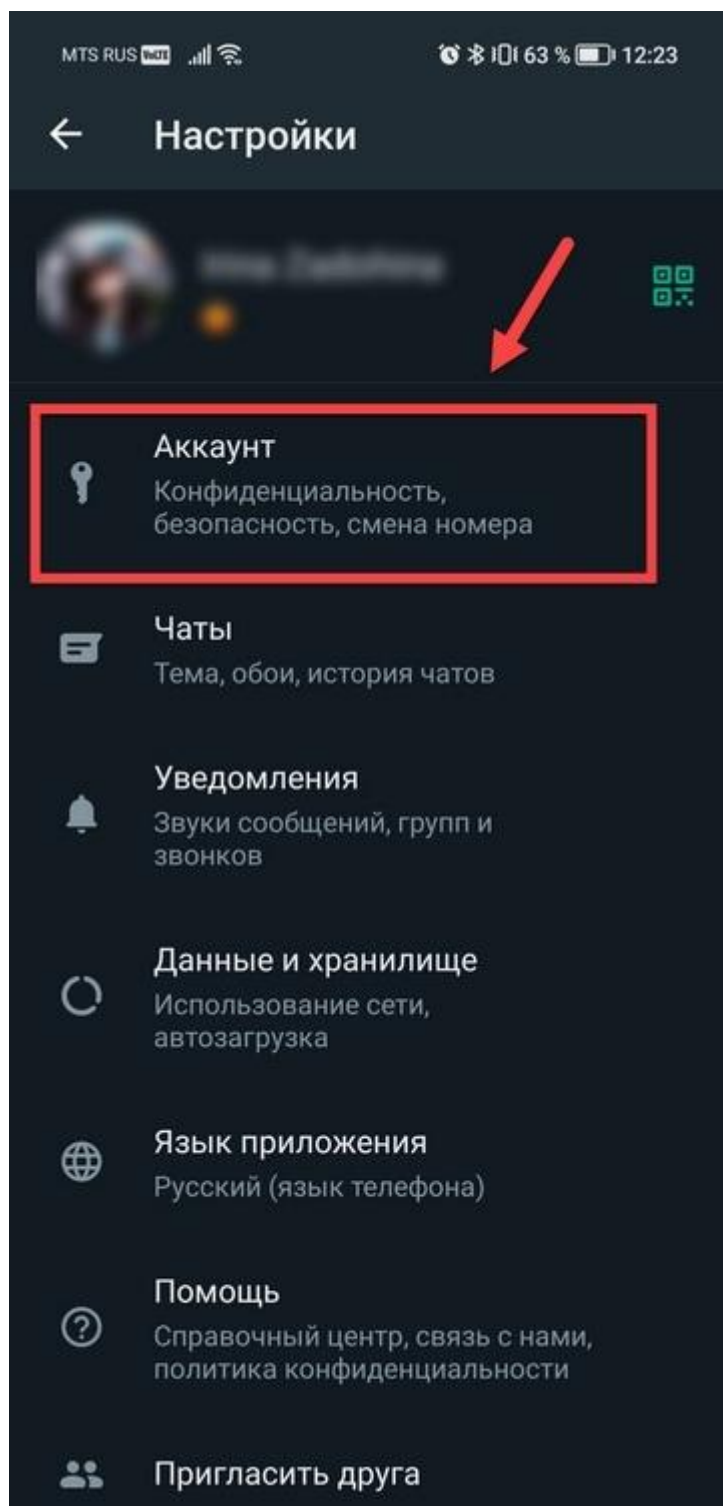 MTS RUS VoLTE 63 % 12:23
Настройки
Аккаунт
Конфиденциальность,
безопасность, смена номера
Чаты
Тема, обои, история чатов
Уведомления
Звуки сообщений, групп и
звонков
Данные и хранилище
Использование сети,
автозагрузка
Язык приложения
Русский (язык телефона)
Помощь
Справочный центр, связь с нами,
политика конфиденциальности
Пригласить друга